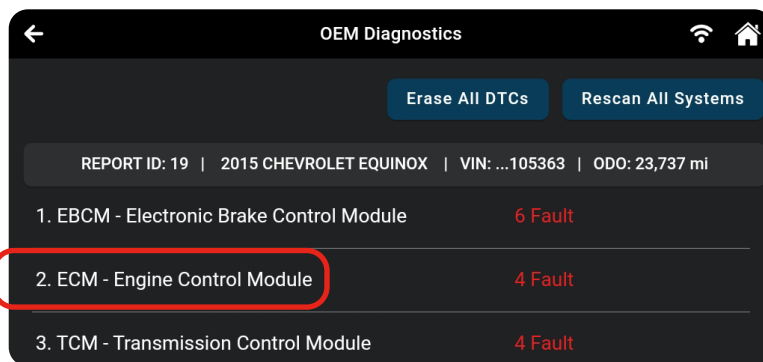 OEM Diagnostics
Erase All DTCs Rescan All Systems
REPORT ID: 19 | 2015 CHEVROLET EQUINOX | VIN: ...105363 | ODO: 23,737 mi
1. EBCM - Electronic Brake Control Module 6 Fault
2. ECM - Engine Control Module 4 Fault
3. TCM - Transmission Control Module 4 Fault